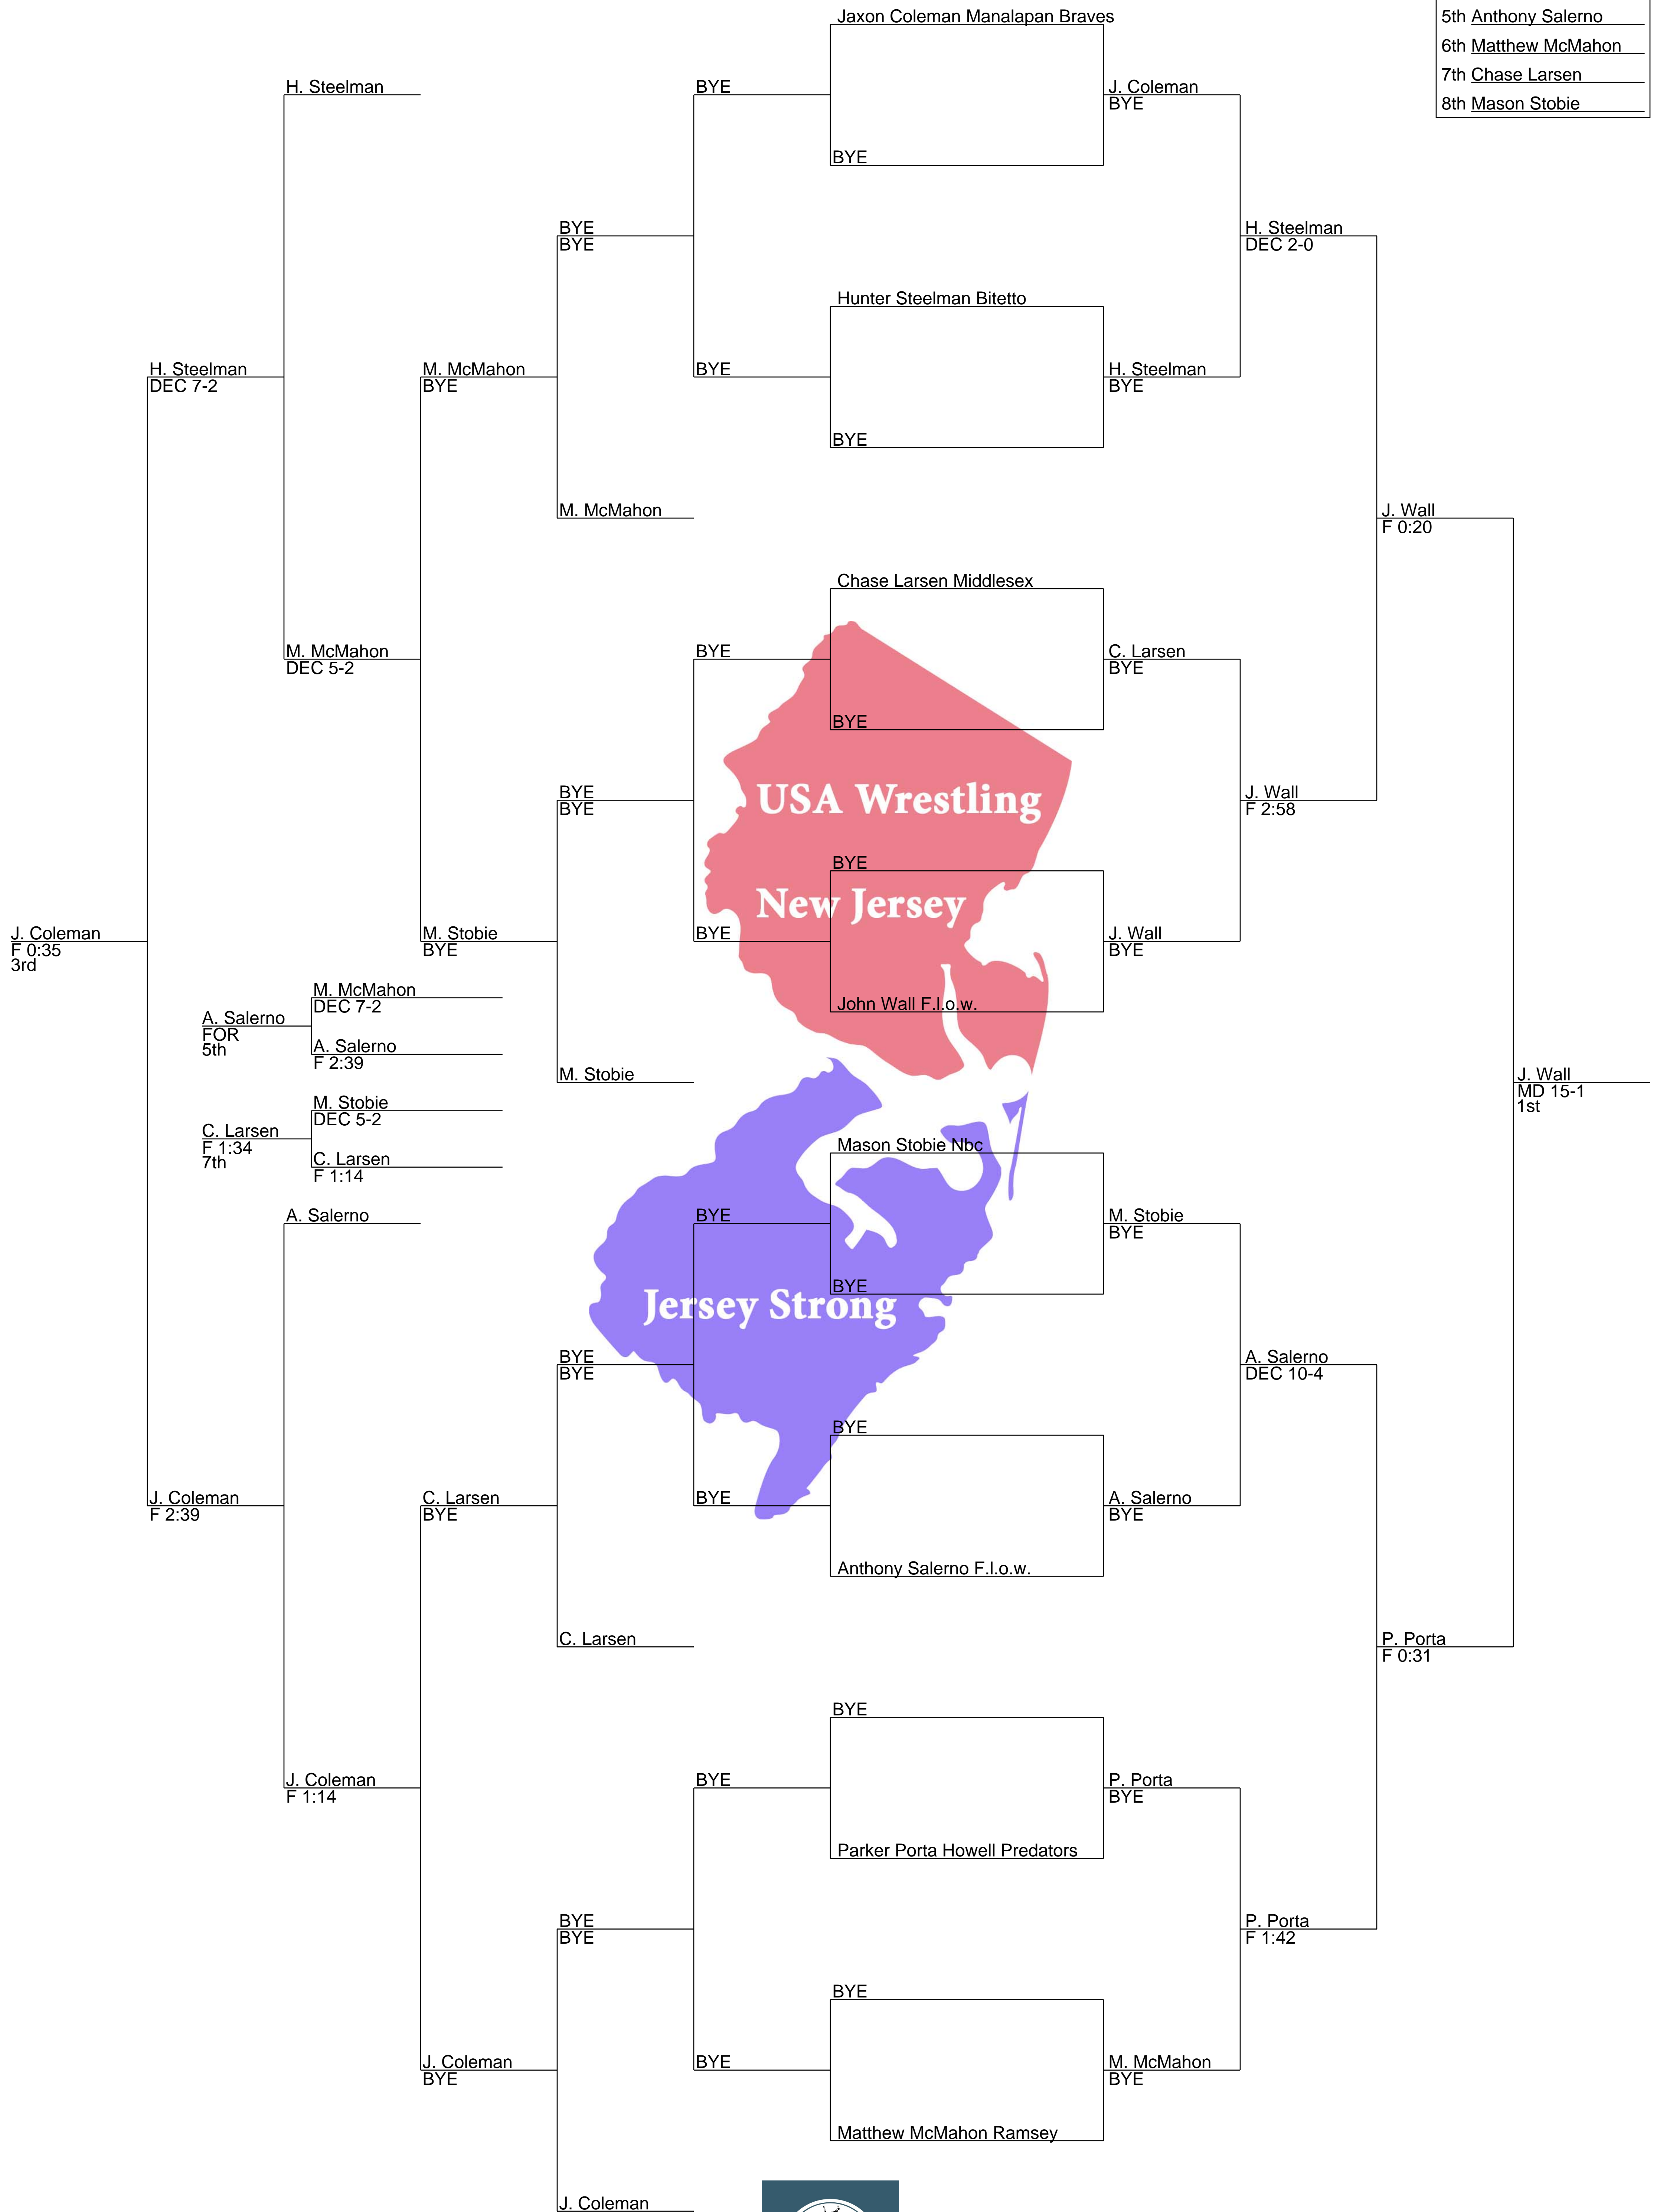 Jaxon Coleman Manalapan Braves
5th Anthony Salerno
6th Matthew McMahon
7th Chase Larsen
8th Mason Stobie
H. Steelman
BYE
J. Coleman
BYE
BYE
BYE
BYE
H. Steelman
DEC 2-0
Hunter Steelman Bitetto
H. Steelman
DEC 7-2
M. McMahon
BYE
BYE
H. Steelman
BYE
BYE
M. McMahon
J. Wall
F 0:20
Chase Larsen Middlesex
M. McMahon
DEC 5-2
BYE
C. Larsen
BYE
BYE
USA Wrestling
BYE
BYE
J. Wall
F 2:58
BYE
New Jersey
J. Coleman
F 0:35
3rd
M. Stobie
BYE
BYE
J. Wall
BYE
M. McMahon
DEC 7-2
John Wall F.l.o.w.
A. Salerno
FOR
5th
A. Salerno
F 2:39
M. Stobie
J. Wall
MD 15-1
1st
M. Stobie
DEC 5-2
C. Larsen
F 1:34
7th
C. Larsen
F 1:14
Mason Stobie Nbc
A. Salerno
BYE
M. Stobie
BYE
BYE
Jersey Strong
BYE
BYE
A. Salerno
DEC 10-4
BYE
J. Coleman
F 2:39
C. Larsen
BYE
BYE
A. Salerno
BYE
Anthony Salerno F.l.o.w.
C. Larsen
P. Porta
F 0:31
BYE
J. Coleman
F 1:14
BYE
P. Porta
BYE
Parker Porta Howell Predators
BYE
BYE
P. Porta
F 1:42
BYE
J. Coleman
BYE
BYE
M. McMahon
BYE
Matthew McMahon Ramsey
J. Coleman